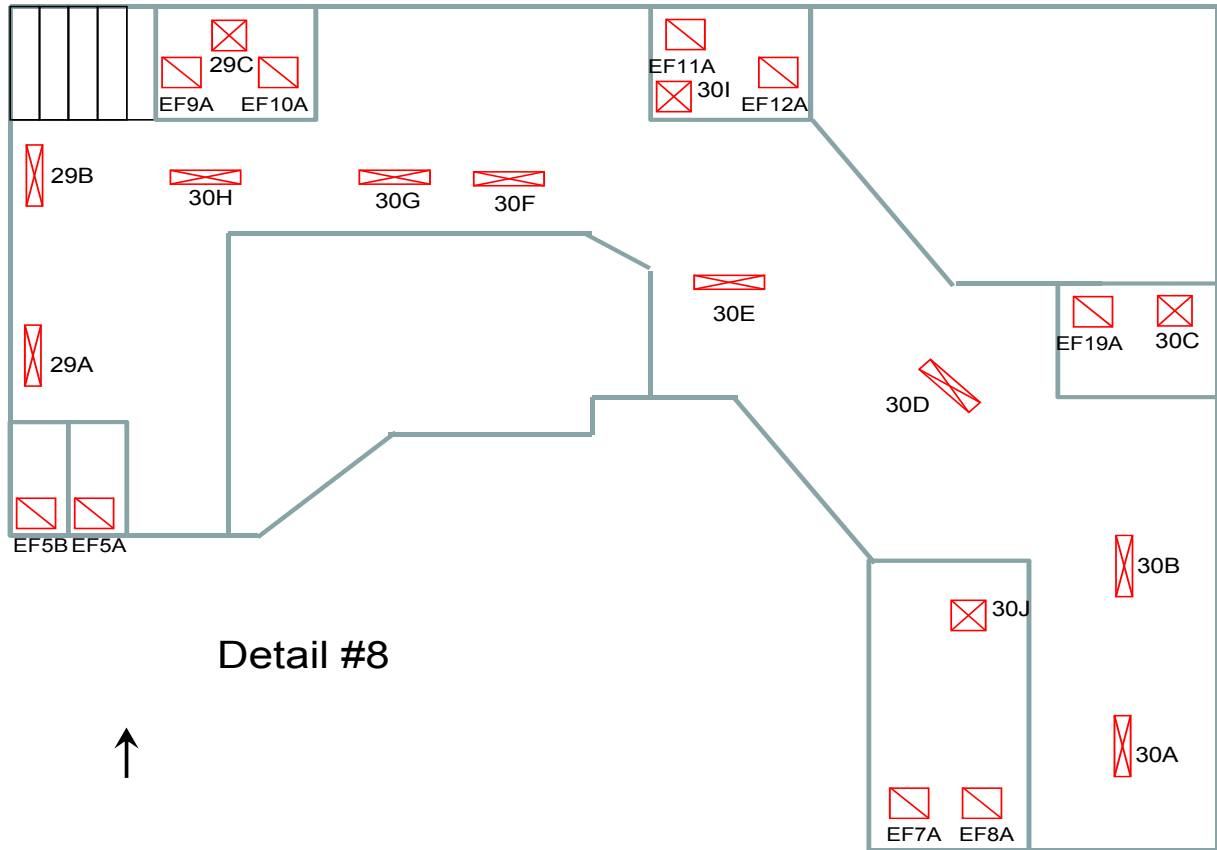 29C
EF9A
EF10A
EF11A
30I
EF12A
29B
30H
30G
30F
30E
29A
EF19A
30C
30D
EF5B
EF5A
30B
30J
Detail #8
30A
EF7A
EF8A